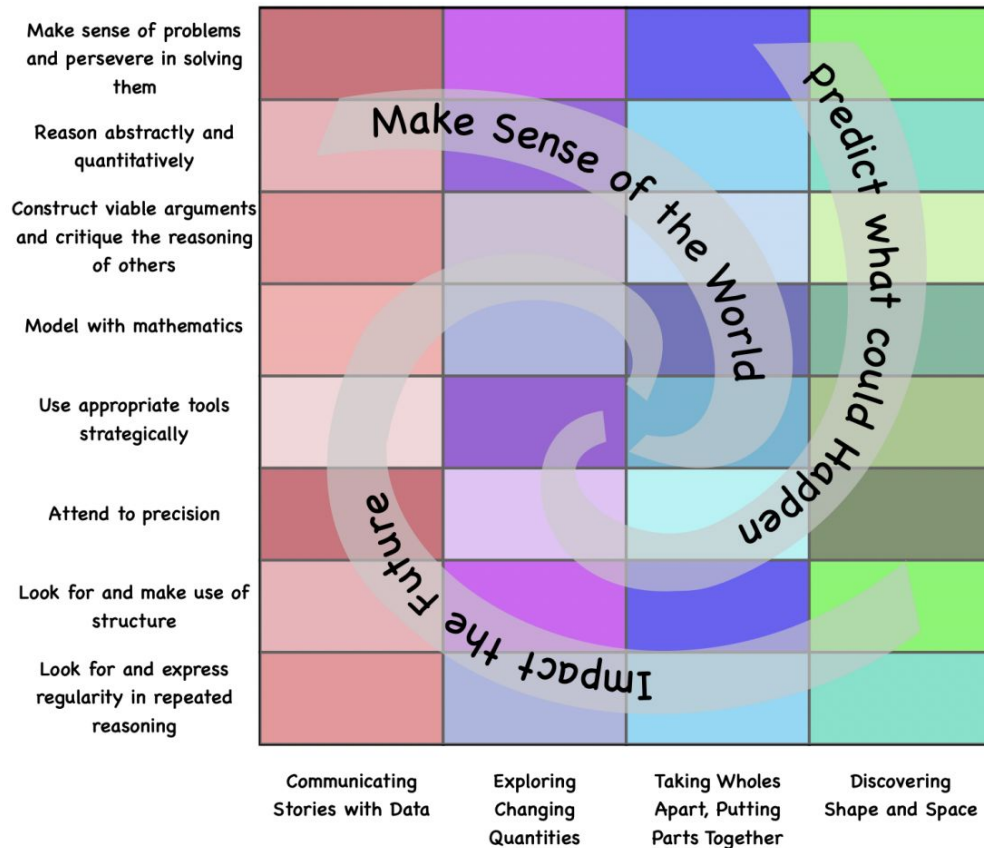 Make sense of problems
and persevere in solving
them
Reason abstractly and
quantitatively
Construct viable arguments
and critique the reasoning
of others
Model with mathematics
Use appropriate tools
strategically
Attend to precision
Look for and make use of
structure
Look for and express
regularity in repeated
reasoning
Make Sense of the World
Predict what could Happen
Impact the Future
Communicating
Stories with Data
Exploring
Changing
Quantities
Taking Wholes
Apart, Putting
Parts Together
Discovering
Shape and Space